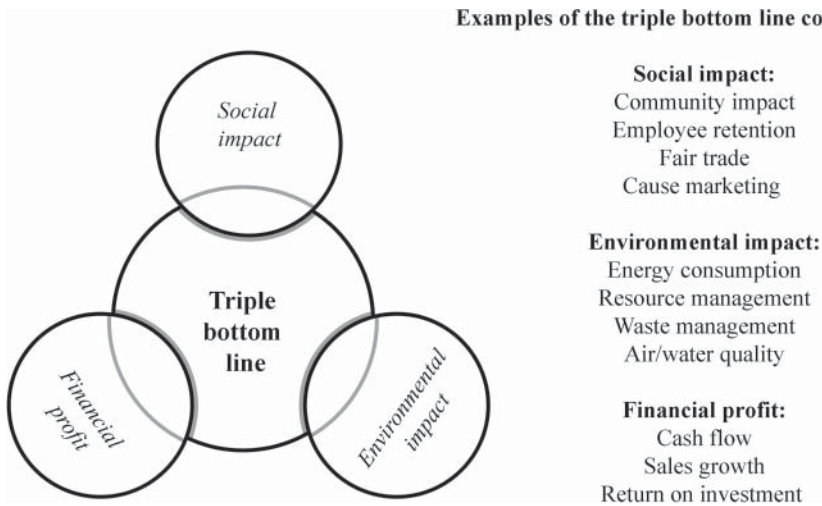 Examples of the triple bottom line co
Social impact:
Community impact
Employee retention
Fair trade
Cause marketing
Environmental impact:
Energy consumption
Resource management
Waste management
Air/water quality
Financial profit:
Cash flow
Sales growth
Return on investment
Social
impact
Triple
bottom
line
Financial
profit
Environmental
impact